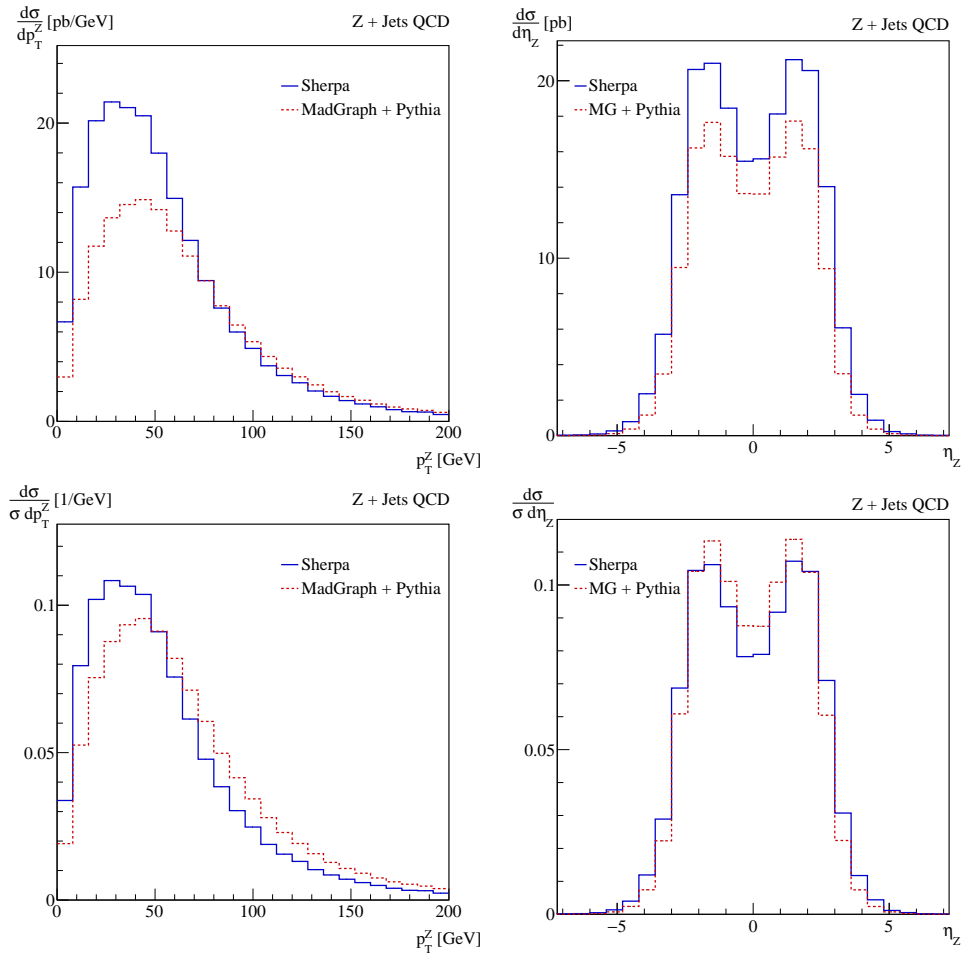 dσ/dp_T^Z [pb/GeV] Z + Jets QCD
Sherpa
MadGraph + Pythia
20
10
0
0 50 100 150 200
p_T^Z [GeV]
dσ/dη_Z [pb] Z + Jets QCD
Sherpa
MG + Pythia
20
15
10
5
0
−5 0 5
η_Z
dσ/σ dp_T^Z [1/GeV] Z + Jets QCD
Sherpa
MadGraph + Pythia
0.1
0.05
0
0 50 100 150 200
p_T^Z [GeV]
dσ/σ dη_Z Z + Jets QCD
Sherpa
MG + Pythia
0.1
0.05
0
−5 0 5
η_Z